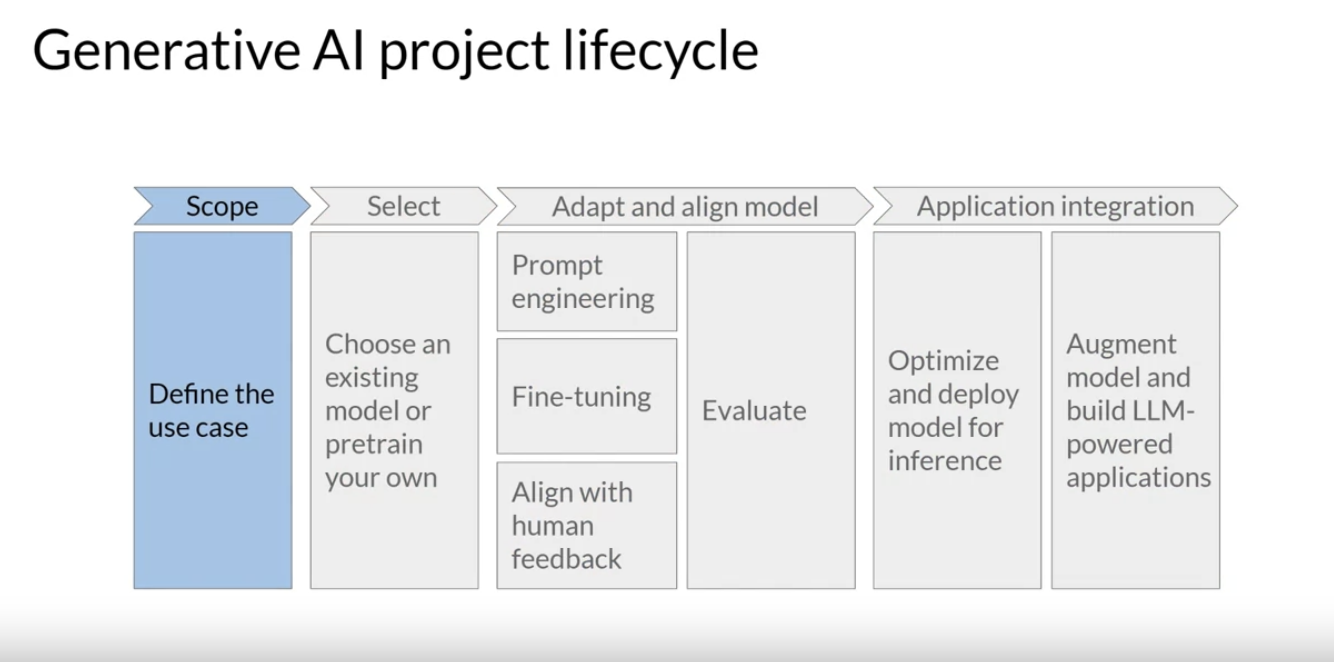 Generative AI project lifecycle
Scope
Select
Adapt and align model
Application integration
Define the
use case
Choose an
existing
model or
pretrain
your own
Prompt
engineering
Fine-tuning
Align with
human
feedback
Evaluate
Optimize
and deploy
model for
inference
Augment
model and
build LLM-
powered
applications